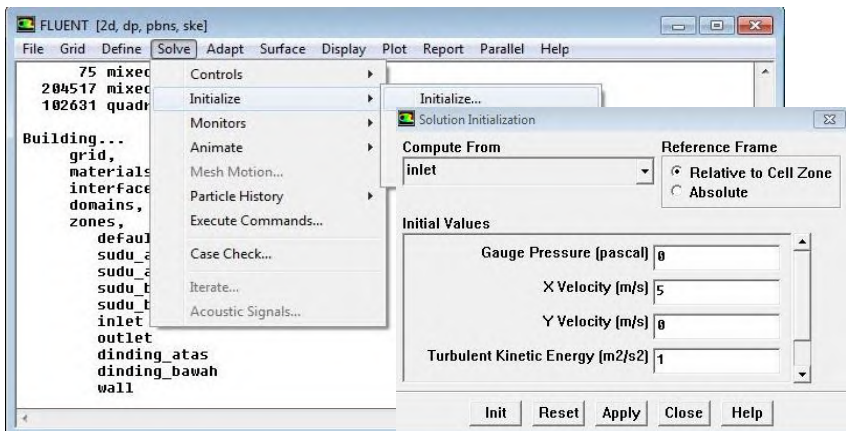 FLUENT [2d, dp, pbns, ske]
File Grid Define Solve Adapt Surface Display Plot Report Parallel Help
75 mixed
204517 mixed
102631 quadr
Building...
grid,
materials
interface
domains,
zones,
defaul
sudu_a
sudu_a
sudu_b
sudu_b
inlet
outlet
dinding_atas
dinding_bawah
wall
Controls
Initialize
Monitors
Animate
Mesh Motion...
Particle History
Execute Commands...
Case Check...
Iterate...
Acoustic Signals...
Initialize...
Solution Initialization
Compute From
inlet
Reference Frame
Relative to Cell Zone
Absolute
Initial Values
Gauge Pressure (pascal) 0
X Velocity (m/s) 5
Y Velocity (m/s) 0
Turbulent Kinetic Energy (m2/s2) 1
Init Reset Apply Close Help